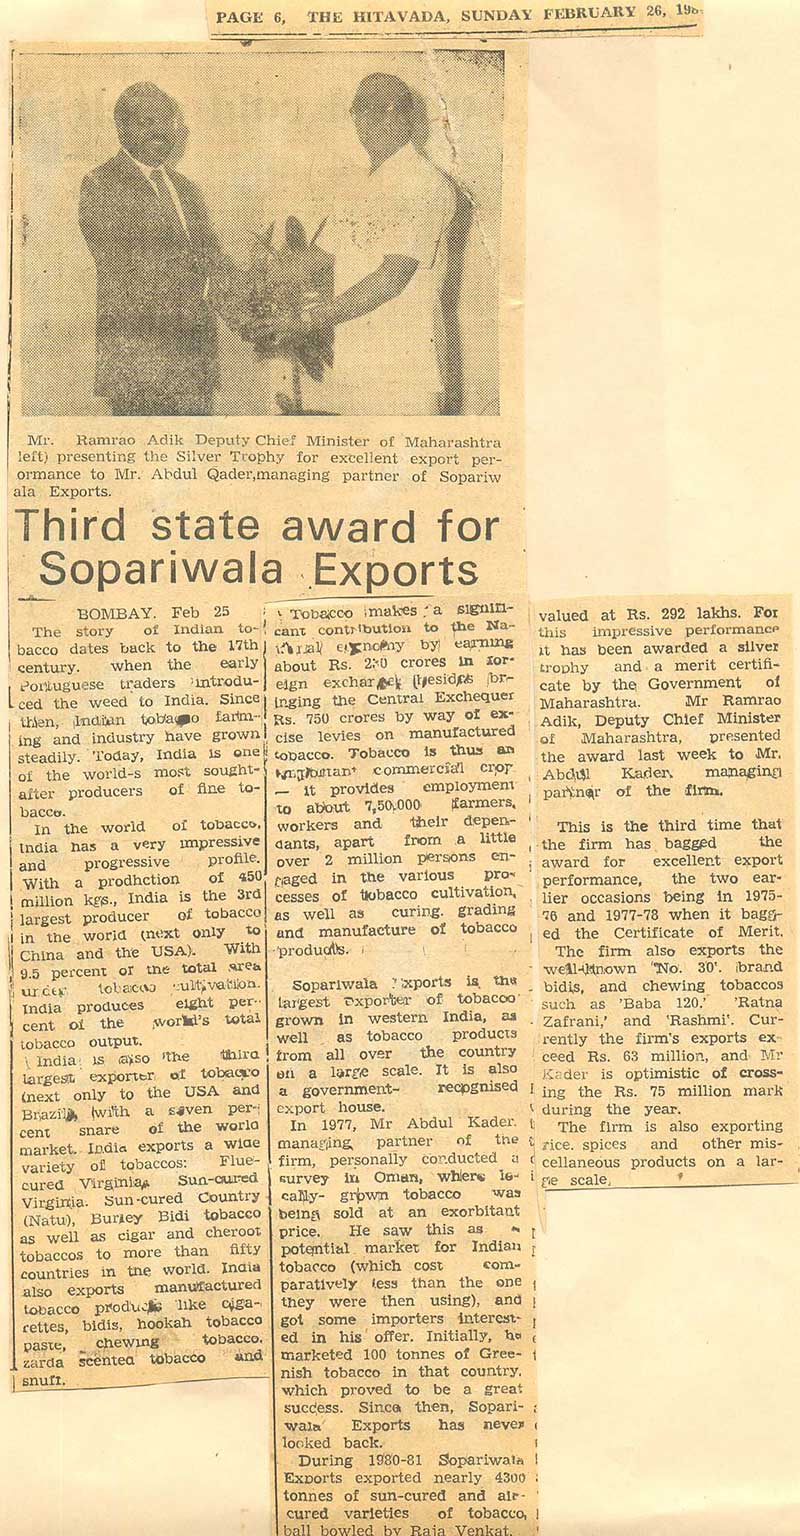 PAGE 6, THE HITAVADA, SUNDAY FEBRUARY 26, 198
Mr. Ramrao Adik Deputy Chief Minister of Maharashtra
left) presenting the Silver Trophy for excellent export per-
ormance to Mr. Abdul Qader,managing partner of Sopariw
ala Exports.
Third state award for
Sopariwala Exports
BOMBAY. Feb 25
The story of Indian to-
bacco dates back to the 17th
century. when the early
Portuguese traders introdu-
ced the weed to India. Since
then, Indian tobacco farm-
ing and industry have grown
steadily. Today, India is one
of the world-s most sought-
after producers of fine to-
bacco.
In the world of tobacco,
India has a very impressive
and progressive profile.
With a prodhction of 450
million kgs., India is the 3rd
largest producer of tobacco
in the world (next only to
China and the USA). With
9.5 percent or the total area
under tobacco cultivation.
India produces eight per-
cent of the world's total
tobacco output.
India is also the third
largest exporter of tobacco
(next only to the USA and
Brazil, (with a seven per-
cent snare of the world
market. India exports a wide
variety of tobaccos: Flue-
cured Virginia, Sun-cured
Virginia. Sun-cured Country
(Natu), Burley Bidi tobacco
as well as cigar and cheroot
tobaccos to more than fifty
countries in the world. India
also exports manufactured
tobacco products like ciga-
rettes, bidis, hookah tobacco
paste, chewing tobacco,
zarda scented tobacco and
snuff.
Tobacco makes a signifi-
cant contribution to the Na-
by earning
about Rs. crores in for-
eign exchange (besides br-
inging the Central Exchequer
Rs. 750 crores by way of ex-
cise levies on manufactured
tobacco. Tobacco is thus an
important commercial crop
— it provides employment
to about 7,50,000 farmers,
workers and their depen-
dants, apart from a little
over 2 million persons en-
gaged in the various pro-
cesses of tobacco cultivation,
as well as curing. grading
and manufacture of tobacco
products.
Sopariwala Exports is the
largest exporter of tobacco
grown in western India, as
well as tobacco products
from all over the country
on a large scale. It is also
a government- recognised
export house.
In 1977, Mr Abdul Kader.
managing partner of the
firm, personally conducted a
survey in Oman, where lo-
cally- grown tobacco was
being sold at an exorbitant
price. He saw this as a
potential market for Indian
tobacco (which cost com-
paratively less than the one
they were then using), and
got some importers interest-
ed in his offer. Initially, he
marketed 100 tonnes of Gree-
nish tobacco in that country.
which proved to be a great
success. Since then, Sopari-
wala Exports has never
looked back.
During 1980-81 Sopariwala
Exports exported nearly 4300
tonnes of sun-cured and air-
cured varieties of tobacco,
ball bowled by Raja Venkat.
valued at Rs. 292 lakhs. For
this impressive performance
it has been awarded a silver
trophy and a merit certifi-
cate by the Government of
Maharashtra. Mr Ramrao
Adik, Deputy Chief Minister
of Maharashtra, presented
the award last week to Mr.
Abdul Kader. managing
partner of the firm.
This is the third time that
the firm has bagged the
award for excellent export
performance, the two ear-
lier occasions being in 1975-
76 and 1977-78 when it bagg-
ed the Certificate of Merit.
The firm also exports the
well-known 'No. 30'. brand
bidis, and chewing tobaccos
such as 'Baba 120.' 'Ratna
Zafrani,' and 'Rashmi'. Cur-
rently the firm's exports ex-
ceed Rs. 63 million, and Mr
Kader is optimistic of cross-
ing the Rs. 75 million mark
during the year.
The firm is also exporting
rice. spices and other mis-
cellaneous products on a lar-
ge scale.